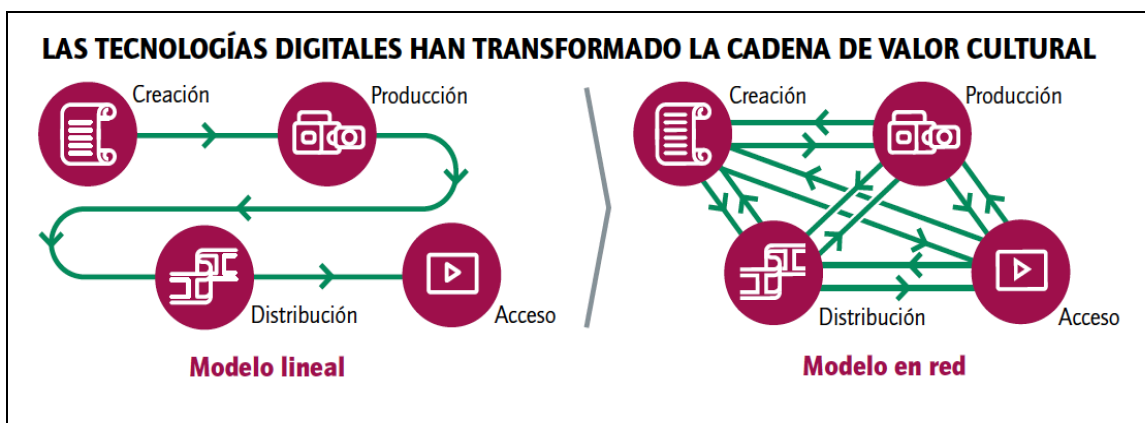 LAS TECNOLOGÍAS DIGITALES HAN TRANSFORMADO LA CADENA DE VALOR CULTURAL
Creación
Producción
Distribución
Acceso
Modelo lineal
Creación
Producción
Distribución
Acceso
Modelo en red